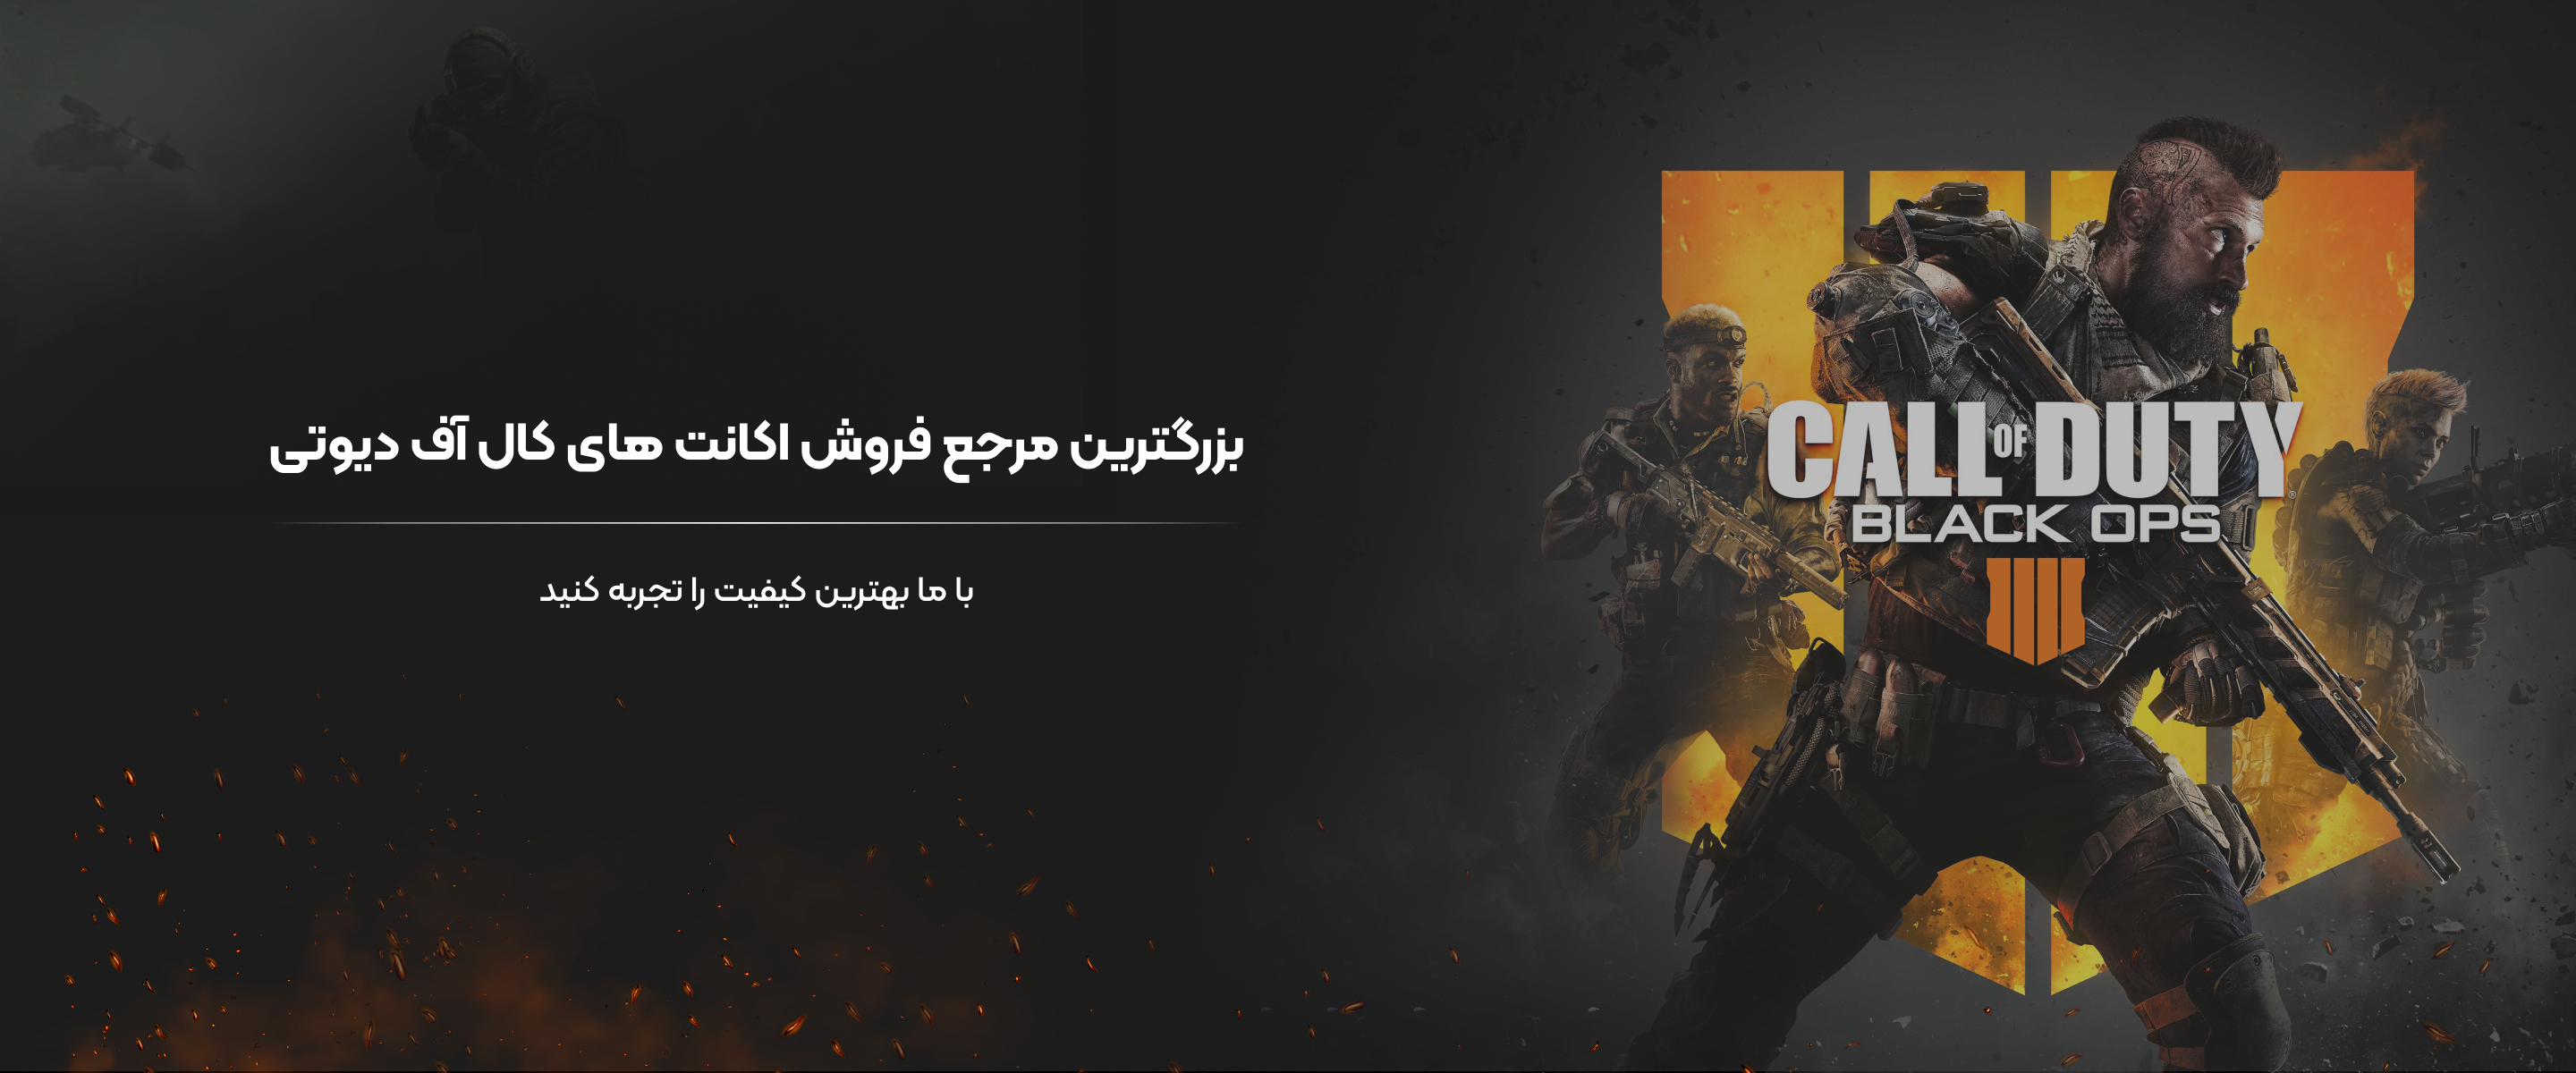 بزرگترین مرجع فروش اکانت های کال آف دیوتی
با ما بهترین کیفیت را تجربه کنید
CALL OF DUTY®
BLACK OPS
IIII